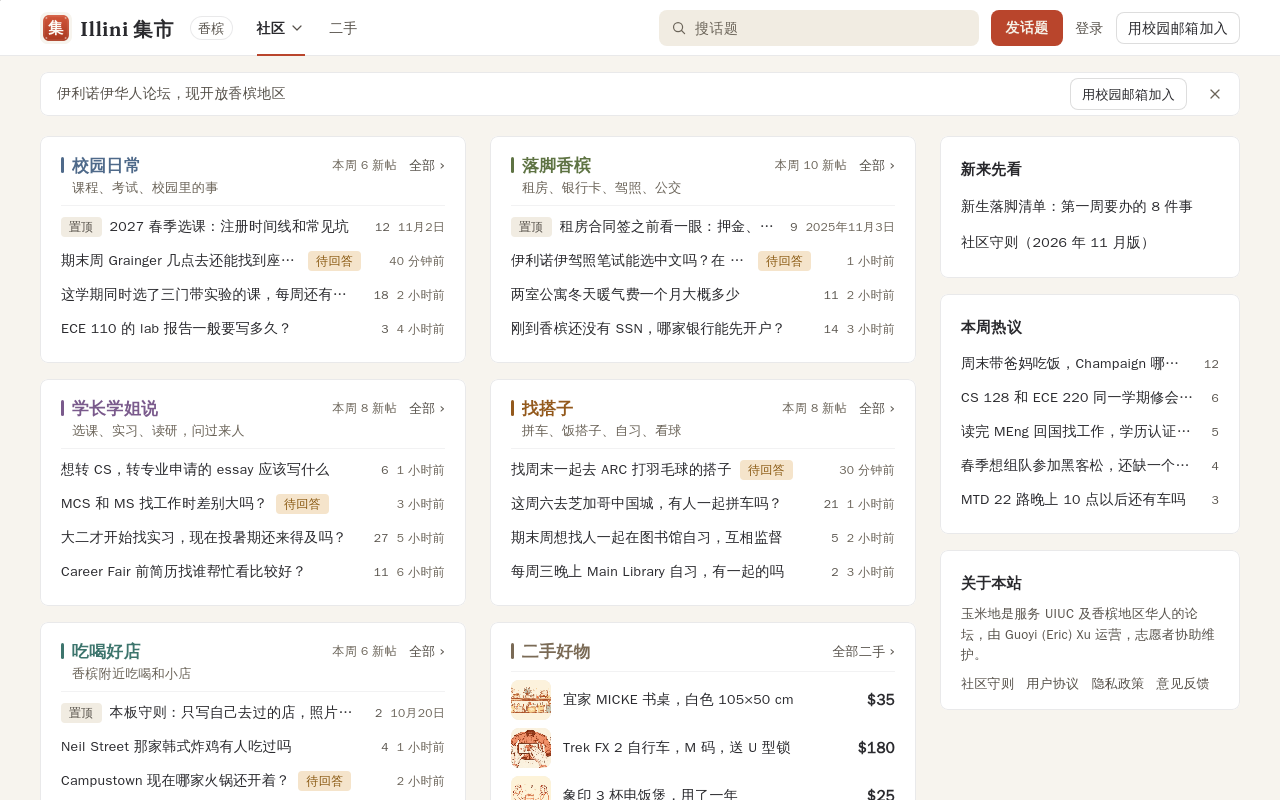 集 Illini 集市 香槟 社区 二手 搜话题 发话题 登录 用校园邮箱加入
伊利诺伊华人论坛，现开放香槟地区 用校园邮箱加入 ×
校园日常 本周 6 新帖 全部 ›
课程、考试、校园里的事
置顶 2027 春季选课：注册时间线和常见坑 12 11月2日
期末周 Grainger 几点去还能找到座… 待回答 40 分钟前
这学期同时选了三门带实验的课，每周还有… 18 2 小时前
ECE 110 的 lab 报告一般要写多久？ 3 4 小时前
落脚香槟 本周 10 新帖 全部 ›
租房、银行卡、驾照、公交
置顶 租房合同签之前看一眼：押金、… 9 2025年11月3日
伊利诺伊驾照笔试能选中文吗？在 … 待回答 1 小时前
两室公寓冬天暖气费一个月大概多少 11 2 小时前
刚到香槟还没有 SSN，哪家银行能先开户？ 14 3 小时前
学长学姐说 本周 8 新帖 全部 ›
选课、实习、读研，问过来人
想转 CS，转专业申请的 essay 应该写什么 6 1 小时前
MCS 和 MS 找工作时差别大吗？ 待回答 3 小时前
大二才开始找实习，现在投暑期还来得及吗？ 27 5 小时前
Career Fair 前简历找谁帮忙看比较好？ 11 6 小时前
找搭子 本周 8 新帖 全部 ›
拼车、饭搭子、自习、看球
找周末一起去 ARC 打羽毛球的搭子 待回答 30 分钟前
这周六去芝加哥中国城，有人一起拼车吗？ 21 1 小时前
期末周想找人一起在图书馆自习，互相监督 5 2 小时前
每周三晚上 Main Library 自习，有一起的吗 2 3 小时前
吃喝好店 本周 6 新帖 全部 ›
香槟附近吃喝和小店
置顶 本板守则：只写自己去过的店，照片… 2 10月20日
Neil Street 那家韩式炸鸡有人吃过吗 4 1 小时前
Campustown 现在哪家火锅还开着？ 待回答 2 小时前
二手好物 全部二手 ›
宜家 MICKE 书桌，白色 105×50 cm $35
Trek FX 2 自行车，M 码，送 U 型锁 $180
象印 3 杯电饭煲，用了一年 $25
新来先看
新生落脚清单：第一周要办的 8 件事
社区守则（2026 年 11 月版）
本周热议
周末带爸妈吃饭，Champaign 哪… 12
CS 128 和 ECE 220 同一学期修会… 6
读完 MEng 回国找工作，学历认证… 5
春季想组队参加黑客松，还缺一个… 4
MTD 22 路晚上 10 点以后还有车吗 3
关于本站
玉米地是服务 UIUC 及香槟地区华人的论
坛，由 Guoyi (Eric) Xu 运营，志愿者协助维
护。
社区守则 用户协议 隐私政策 意见反馈